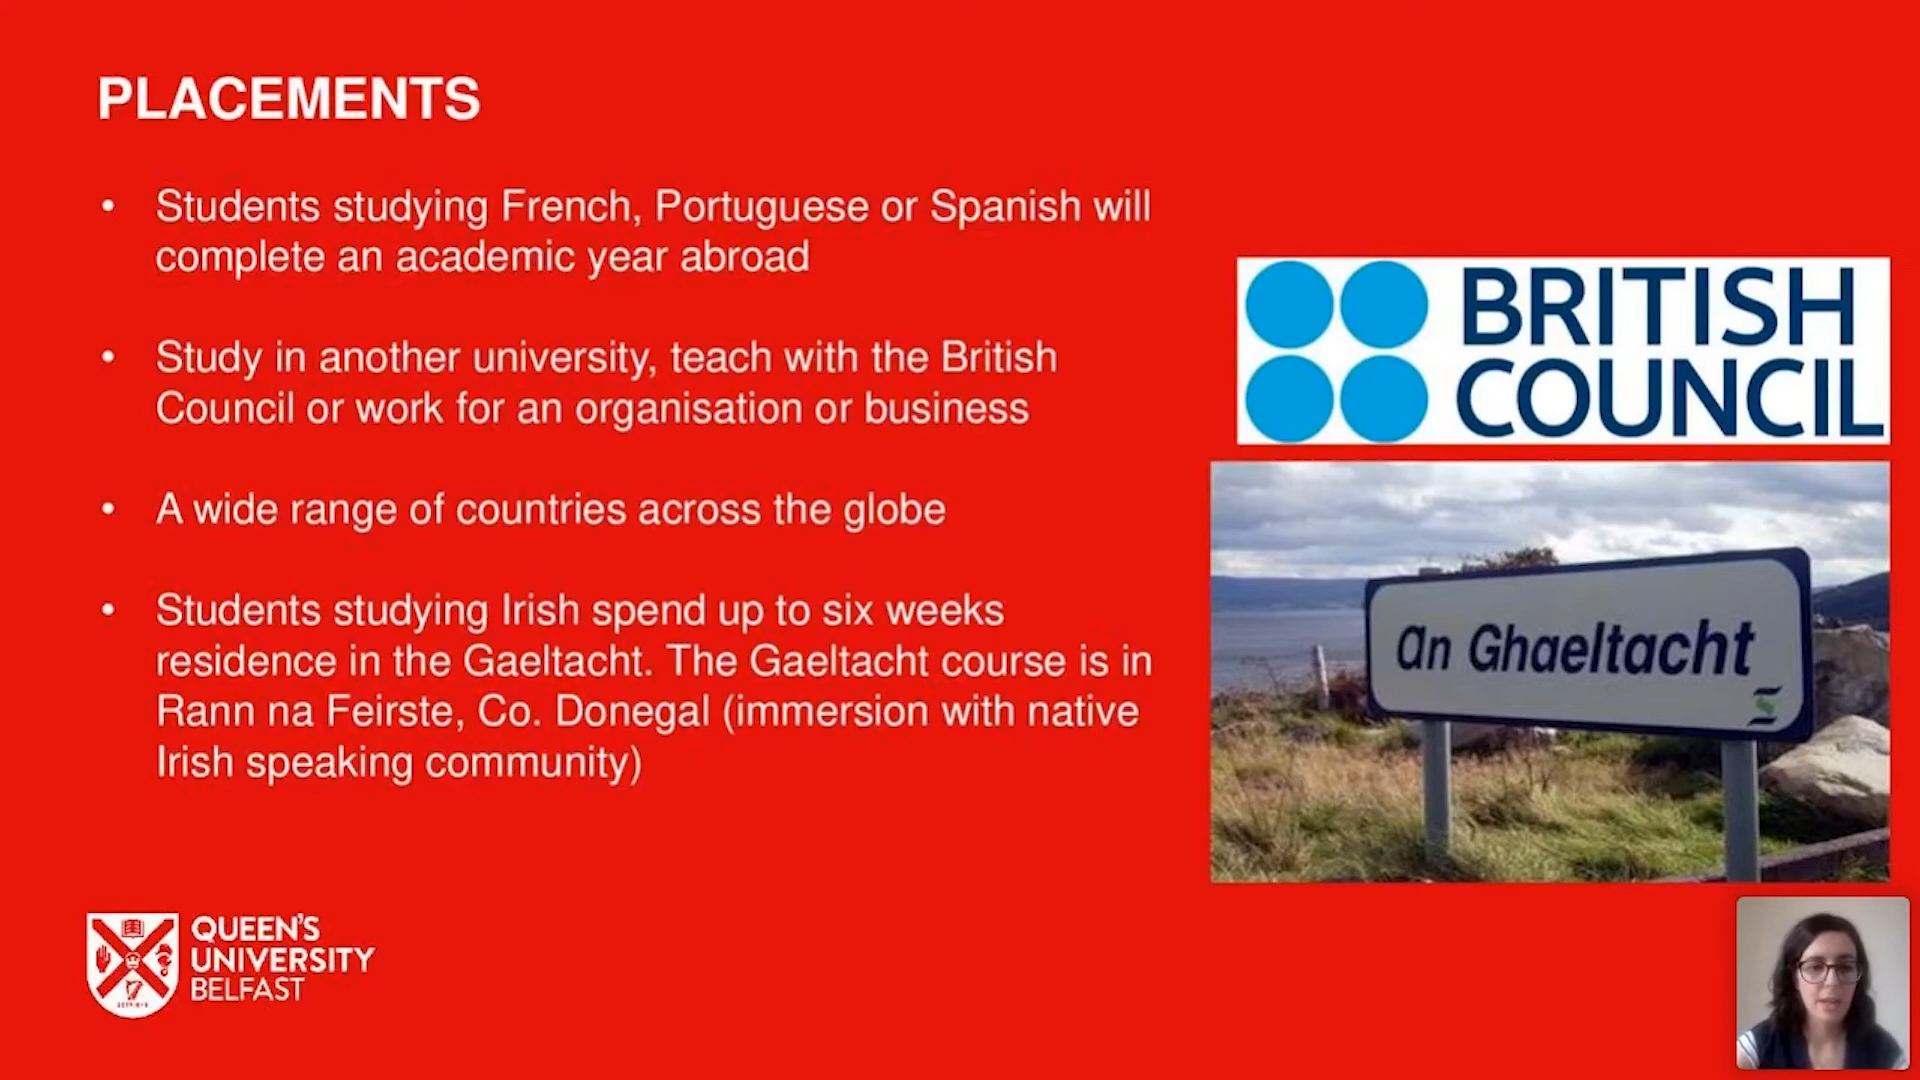 PLACEMENTS
• Students studying French, Portuguese or Spanish will
complete an academic year abroad
• Study in another university, teach with the British
Council or work for an organisation or business
• A wide range of countries across the globe
• Students studying Irish spend up to six weeks
residence in the Gaeltacht. The Gaeltacht course is in
Rann na Feirste, Co. Donegal (immersion with native
Irish speaking community)
BRITISH
COUNCIL
an Ghaeltacht
QUEEN'S
UNIVERSITY
BELFAST